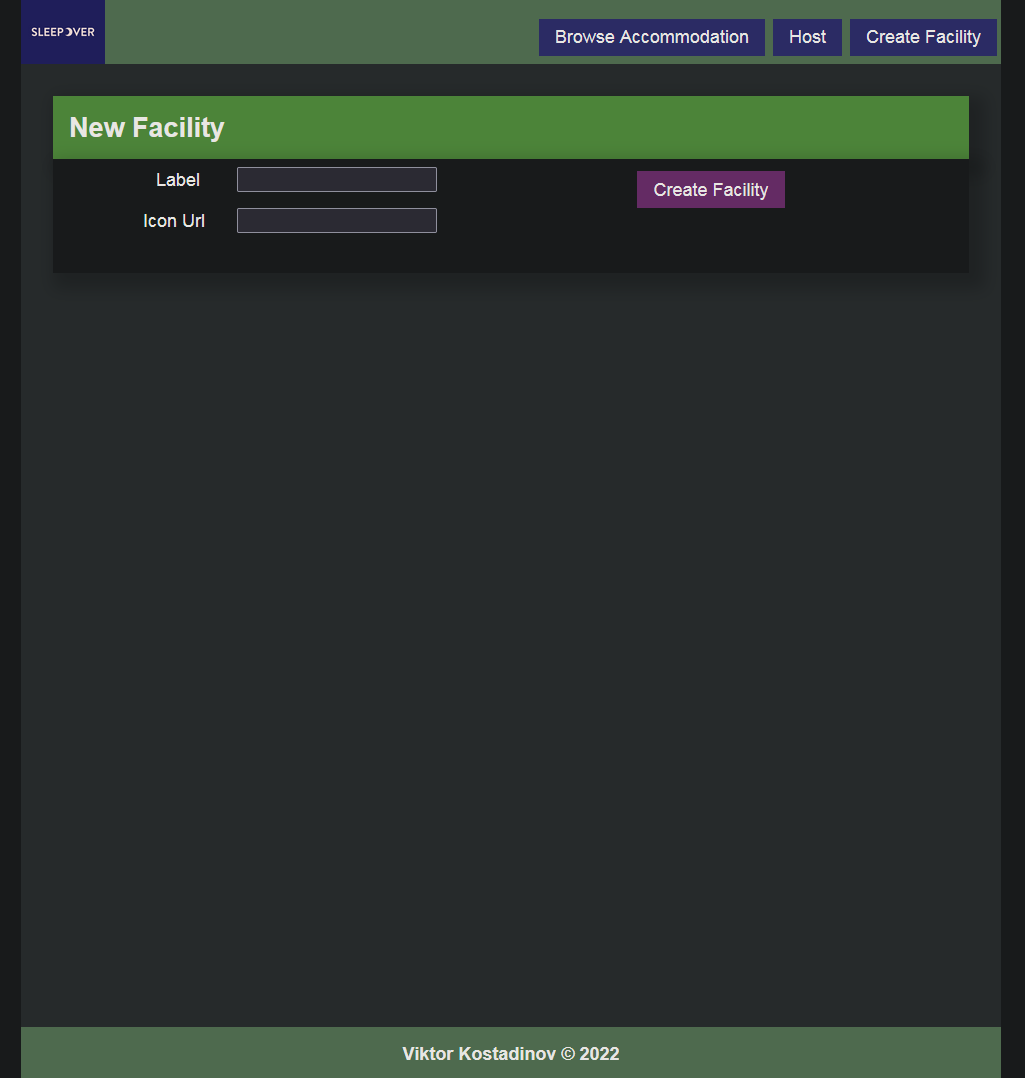 SLEEPOVER
Browse Accommodation Host Create Facility
New Facility
Label
Create Facility
Icon Url
Viktor Kostadinov © 2022